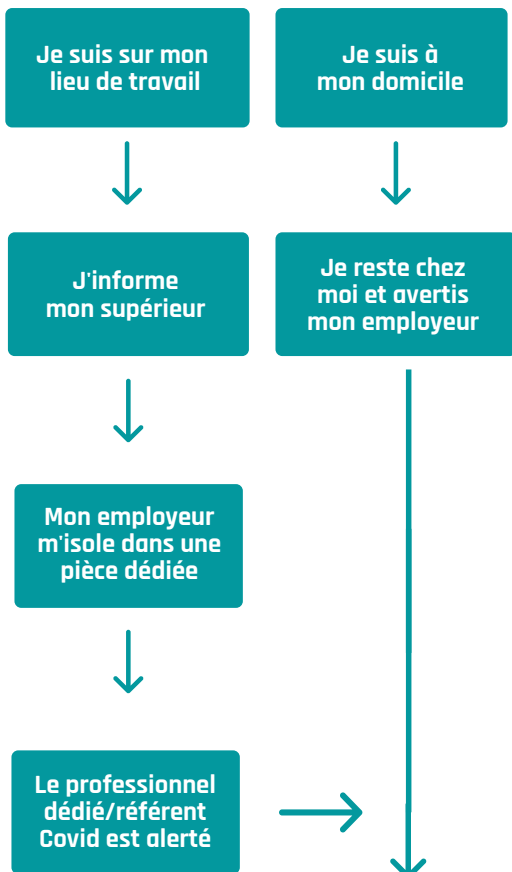 Je suis sur mon
lieu de travail
Je suis à
mon domicile
J'informe
mon supérieur
Je reste chez
moi et avertis
mon employeur
Mon employeur
m'isole dans une
pièce dédiée
Le professionnel
dédié/référent
Covid est alerté